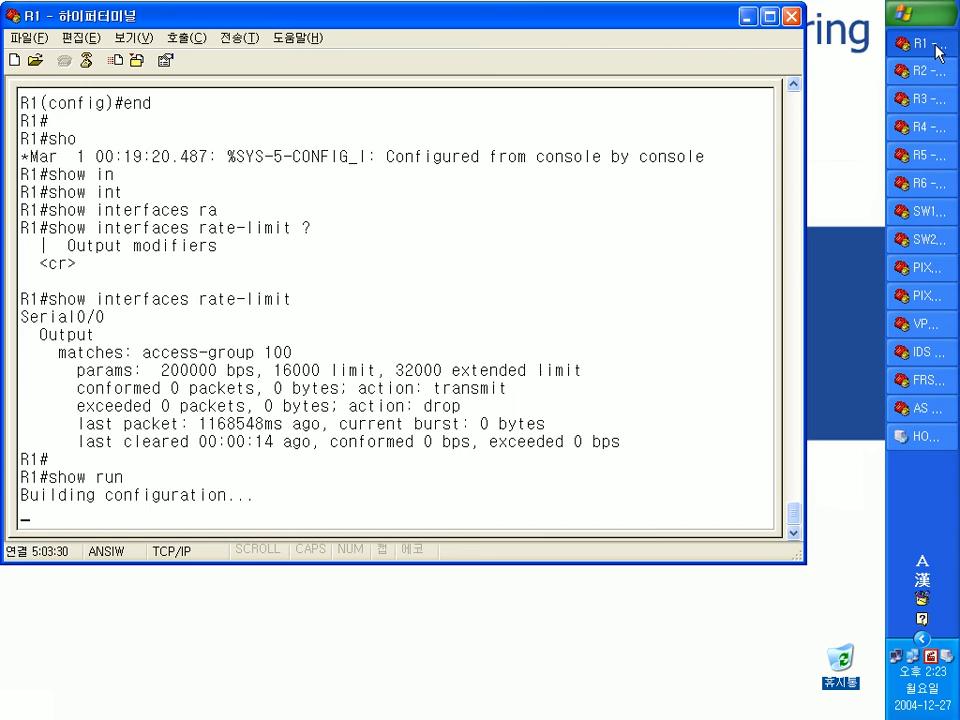 R1 - 하이퍼터미널
파일(F) 편집(E) 보기(V) 호출(C) 전송(T) 도움말(H)
R1(config)#end
R1#
R1#sho
*Mar  1 00:19:20.487: %SYS-5-CONFIG_I: Configured from console by console
R1#show in
R1#show int
R1#show interfaces ra
R1#show interfaces rate-limit ?
  |  Output modifiers
  <cr>
R1#show interfaces rate-limit
Serial0/0
  Output
    matches: access-group 100
      params:  200000 bps, 16000 limit, 32000 extended limit
      conformed 0 packets, 0 bytes; action: transmit
      exceeded 0 packets, 0 bytes; action: drop
      last packet: 1168548ms ago, current burst: 0 bytes
      last cleared 00:00:14 ago, conformed 0 bps, exceeded 0 bps
R1#
R1#show run
Building configuration...
연결 5:03:30 ANSIW TCP/IP SCROLL CAPS NUM 캡 에코
ring
R1 -...
R2 -...
R3 -...
R4 -...
R5 -...
R6 -...
SW1...
SW2...
PIX...
PIX...
VP...
IDS ...
FRS...
AS ...
HO...
A
漢
휴지통
오후 2:23
월요일
2004-12-27